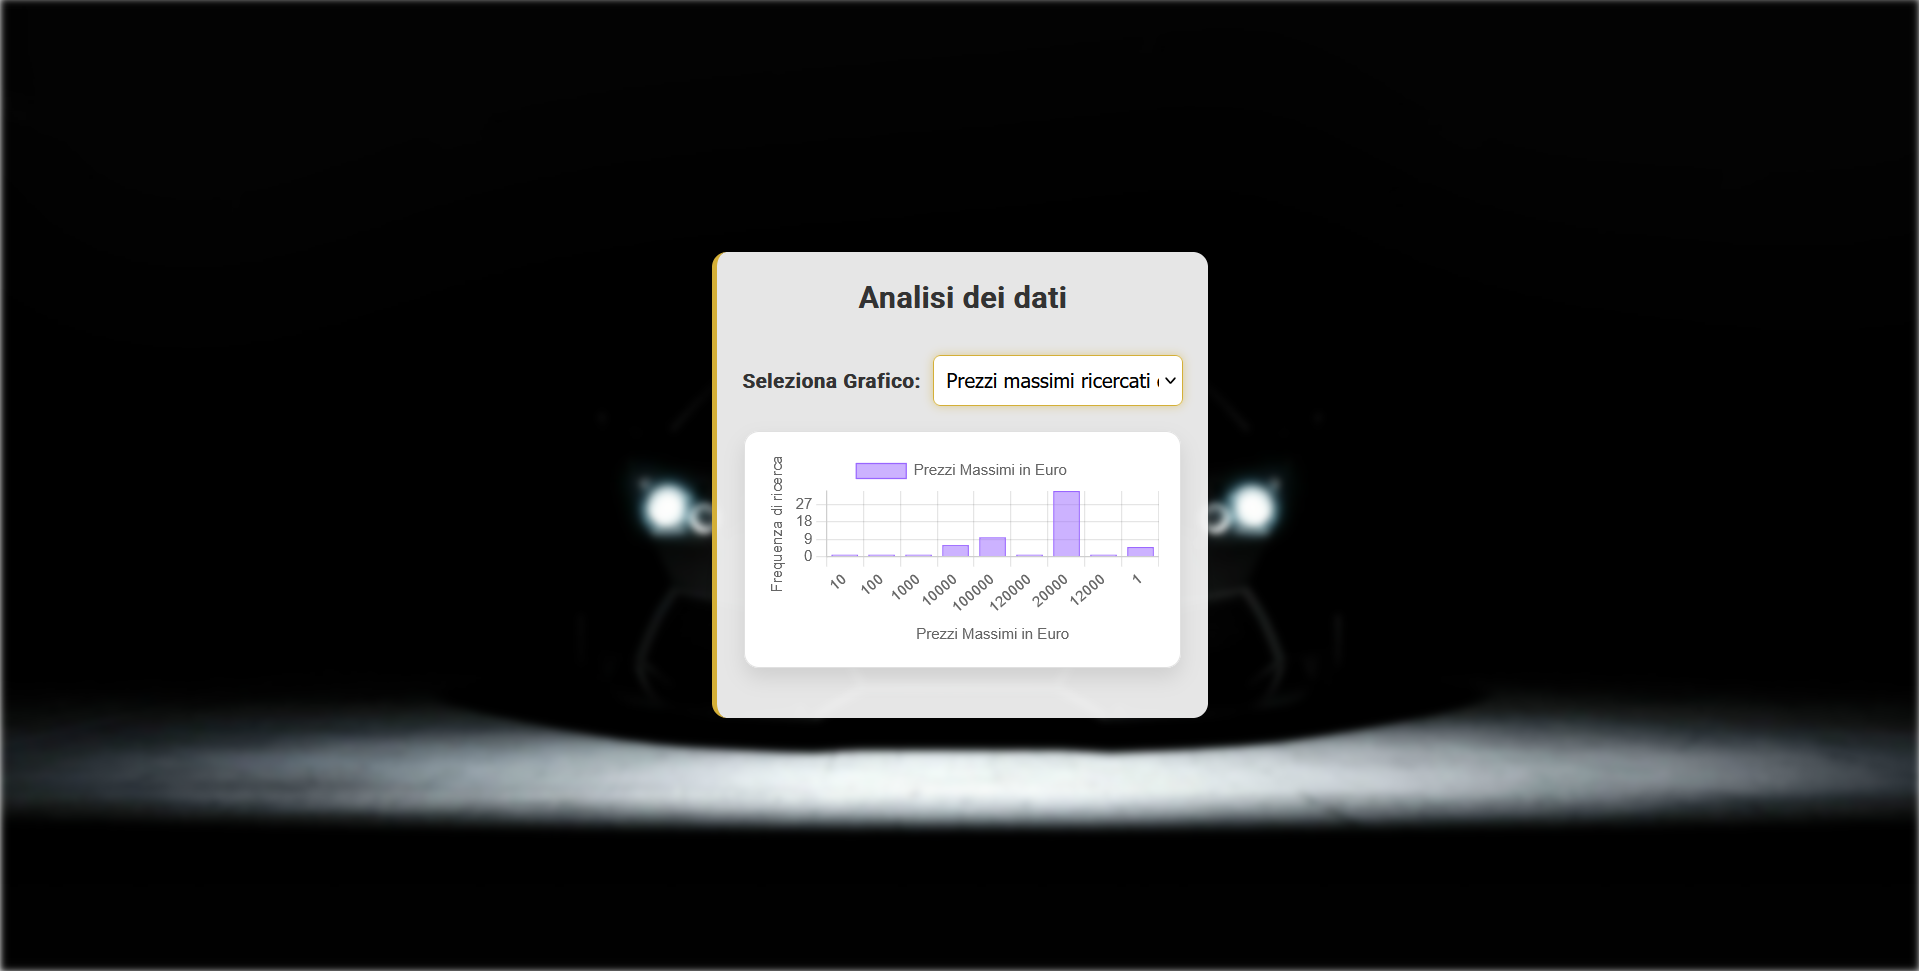 Analisi dei dati
Seleziona Grafico:
Prezzi massimi ricercati
Prezzi Massimi in Euro
Frequenza di ricerca
27
18
9
0
10
100
1000
10000
100000
120000
20000
12000
1
Prezzi Massimi in Euro